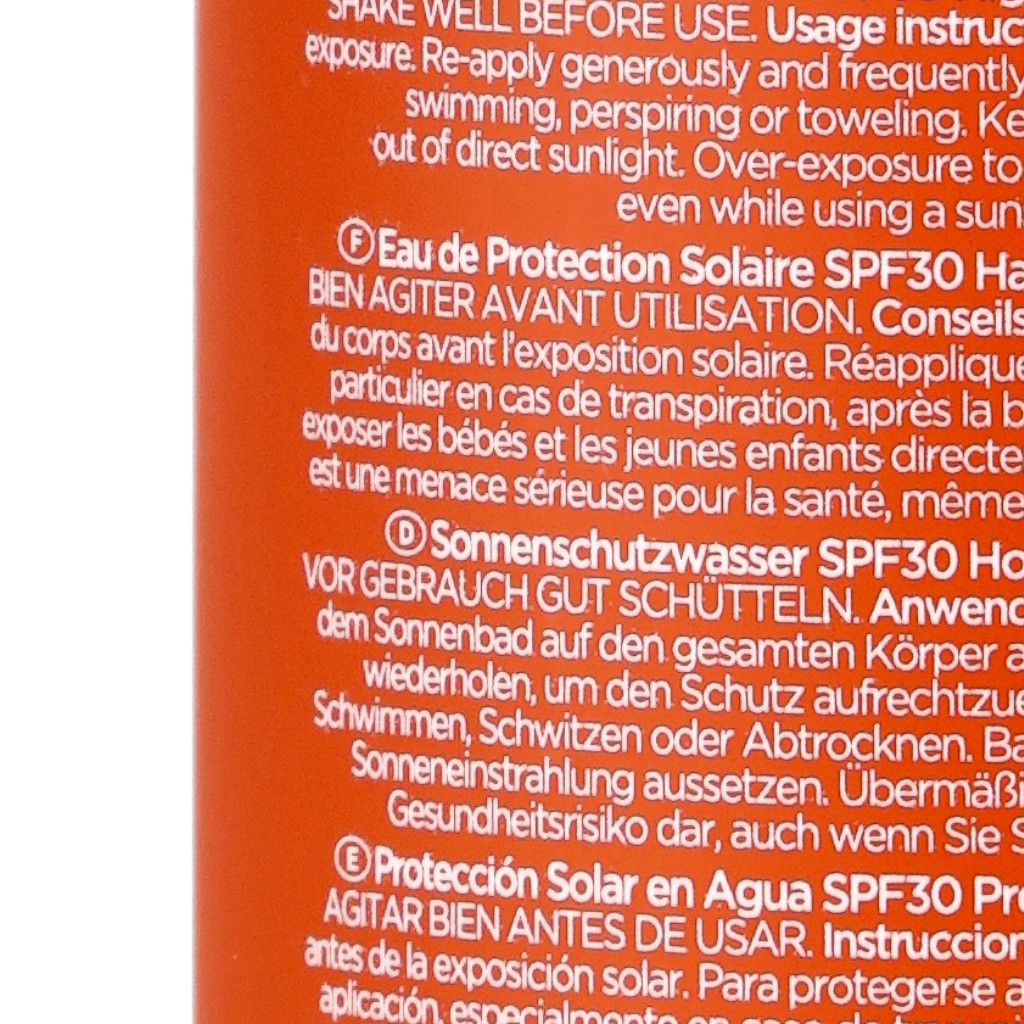 SHAKE WELL BEFORE USE. Usage instruc
exposure. Re-apply generously and frequently
swimming, perspiring or toweling. Ke
out of direct sunlight. Over-exposure to
even while using a sun
F Eau de Protection Solaire SPF30 Ha
BIEN AGITER AVANT UTILISATION. Conseils
du corps avant l'exposition solaire. Réapplique
particulier en cas de transpiration, après la b
exposer les bébés et les jeunes enfants directe
est une menace sérieuse pour la santé, même
D Sonnenschutzwasser SPF30 Ho
VOR GEBRAUCH GUT SCHÜTTELN. Anwend
dem Sonnenbad auf den gesamten Körper a
wiederholen, um den Schutz aufrechtzue
Schwimmen, Schwitzen oder Abtrocknen. Ba
Sonneneinstrahlung aussetzen. Übermäßi
Gesundheitsrisiko dar, auch wenn Sie S
E Protección Solar en Agua SPF30 Pro
AGITAR BIEN ANTES DE USAR. Instruccion
antes de la exposición solar. Para protegerse a
aplicación, especialmente en caso de